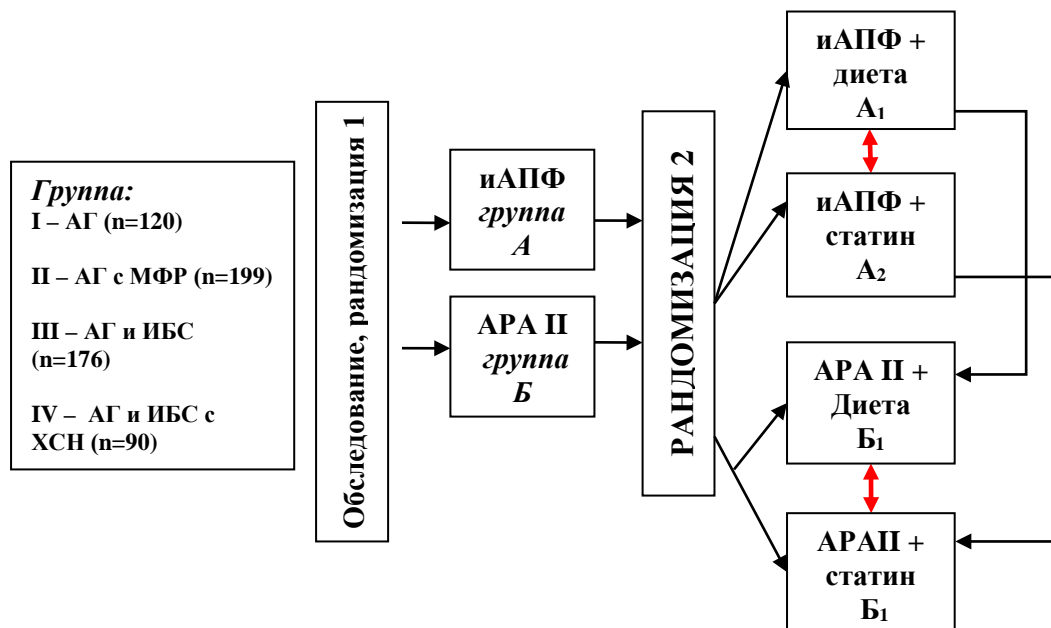 Группа:
I – АГ (n=120)
II – АГ с МФР (n=199)
III – АГ и ИБС
(n=176)
IV – АГ и ИБС с
ХСН (n=90)
Обследование, рандомизация 1
иАПФ
группа
А
АРА II
группа
Б
РАНДОМИЗАЦИЯ 2
иАПФ +
диета
А₁
иАПФ +
статин
А₂
АРА II +
Диета
Б₁
АРАII +
статин
Б₁